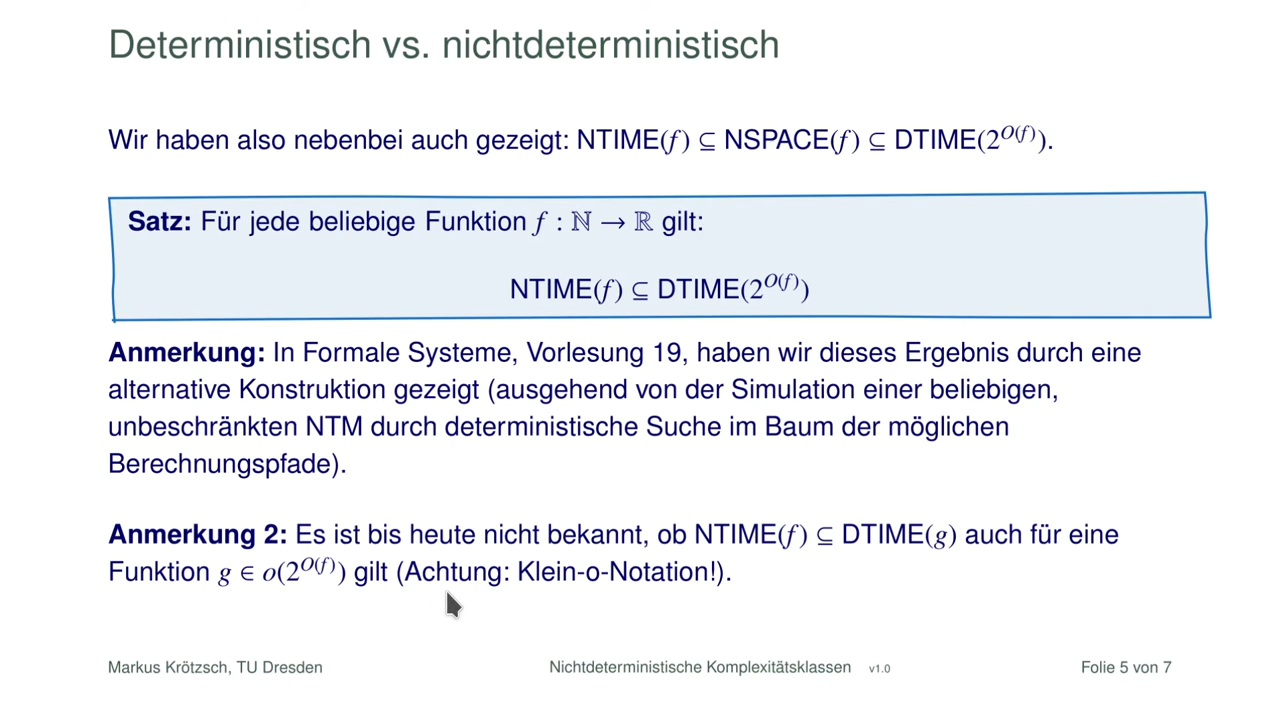 Deterministisch vs. nichtdeterministisch
Wir haben also nebenbei auch gezeigt: NTIME(f) ⊆ NSPACE(f) ⊆ DTIME(2^{O(f)}).
Satz: Für jede beliebige Funktion f : ℕ → ℝ gilt:
NTIME(f) ⊆ DTIME(2^{O(f)})
Anmerkung: In Formale Systeme, Vorlesung 19, haben wir dieses Ergebnis durch eine
alternative Konstruktion gezeigt (ausgehend von der Simulation einer beliebigen,
unbeschränkten NTM durch deterministische Suche im Baum der möglichen
Berechnungspfade).
Anmerkung 2: Es ist bis heute nicht bekannt, ob NTIME(f) ⊆ DTIME(g) auch für eine
Funktion g ∈ o(2^{O(f)}) gilt (Achtung: Klein-o-Notation!).
Markus Krötzsch, TU Dresden Nichtdeterministische Komplexitätsklassen v1.0 Folie 5 von 7